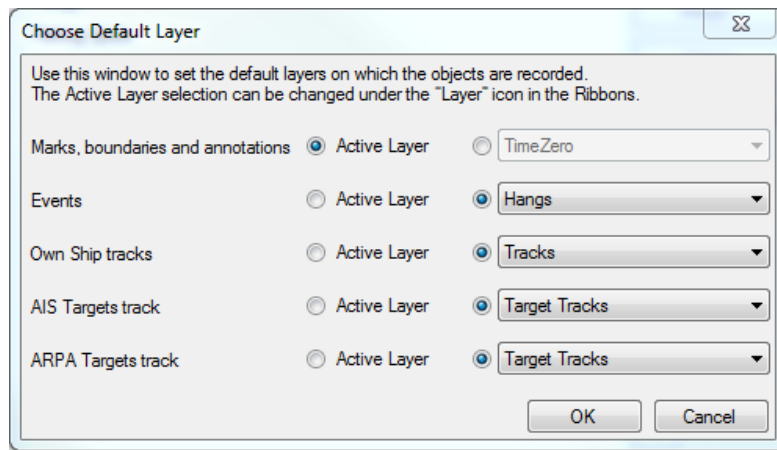 Choose Default Layer
Use this window to set the default layers on which the objects are recorded.
The Active Layer selection can be changed under the "Layer" icon in the Ribbons.
Marks, boundaries and annotations Active Layer TimeZero
Events Active Layer Hangs
Own Ship tracks Active Layer Tracks
AIS Targets track Active Layer Target Tracks
ARPA Targets track Active Layer Target Tracks
OK Cancel